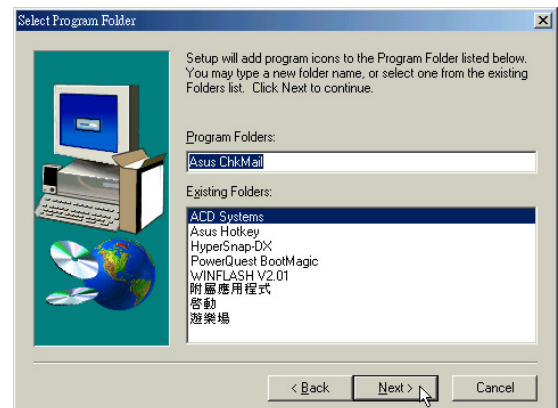 Select Program Folder
Setup will add program icons to the Program Folder listed below.
You may type a new folder name, or select one from the existing
Folders list. Click Next to continue.
Program Folders:
Asus ChkMail
Existing Folders:
ACD Systems
Asus Hotkey
HyperSnap-DX
PowerQuest BootMagic
WINFLASH V2.01
附屬應用程式
啓動
遊樂場
< Back
Next >
Cancel